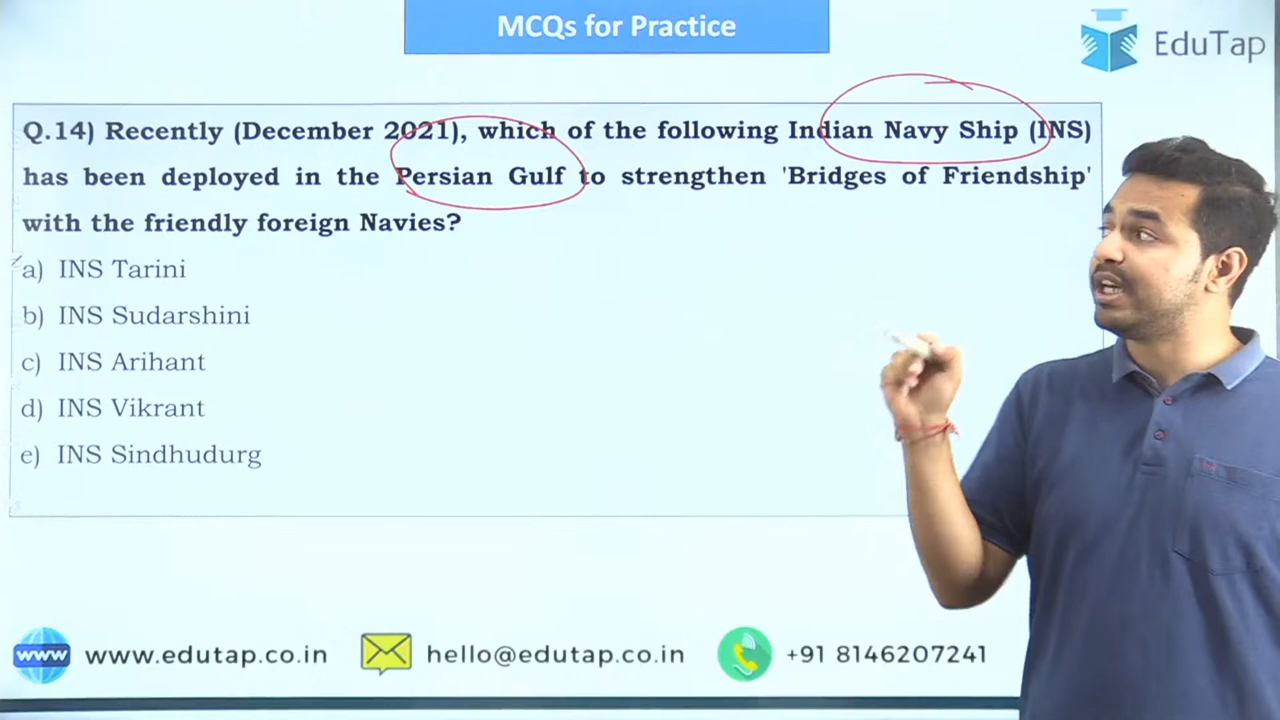 MCQs for Practice
EduTap
Q.14) Recently (December 2021), which of the following Indian Navy Ship (INS)
has been deployed in the Persian Gulf to strengthen 'Bridges of Friendship'
with the friendly foreign Navies?
a) INS Tarini
b) INS Sudarshini
c) INS Arihant
d) INS Vikrant
e) INS Sindhudurg
www www.edutap.co.in hello@edutap.co.in +91 8146207241